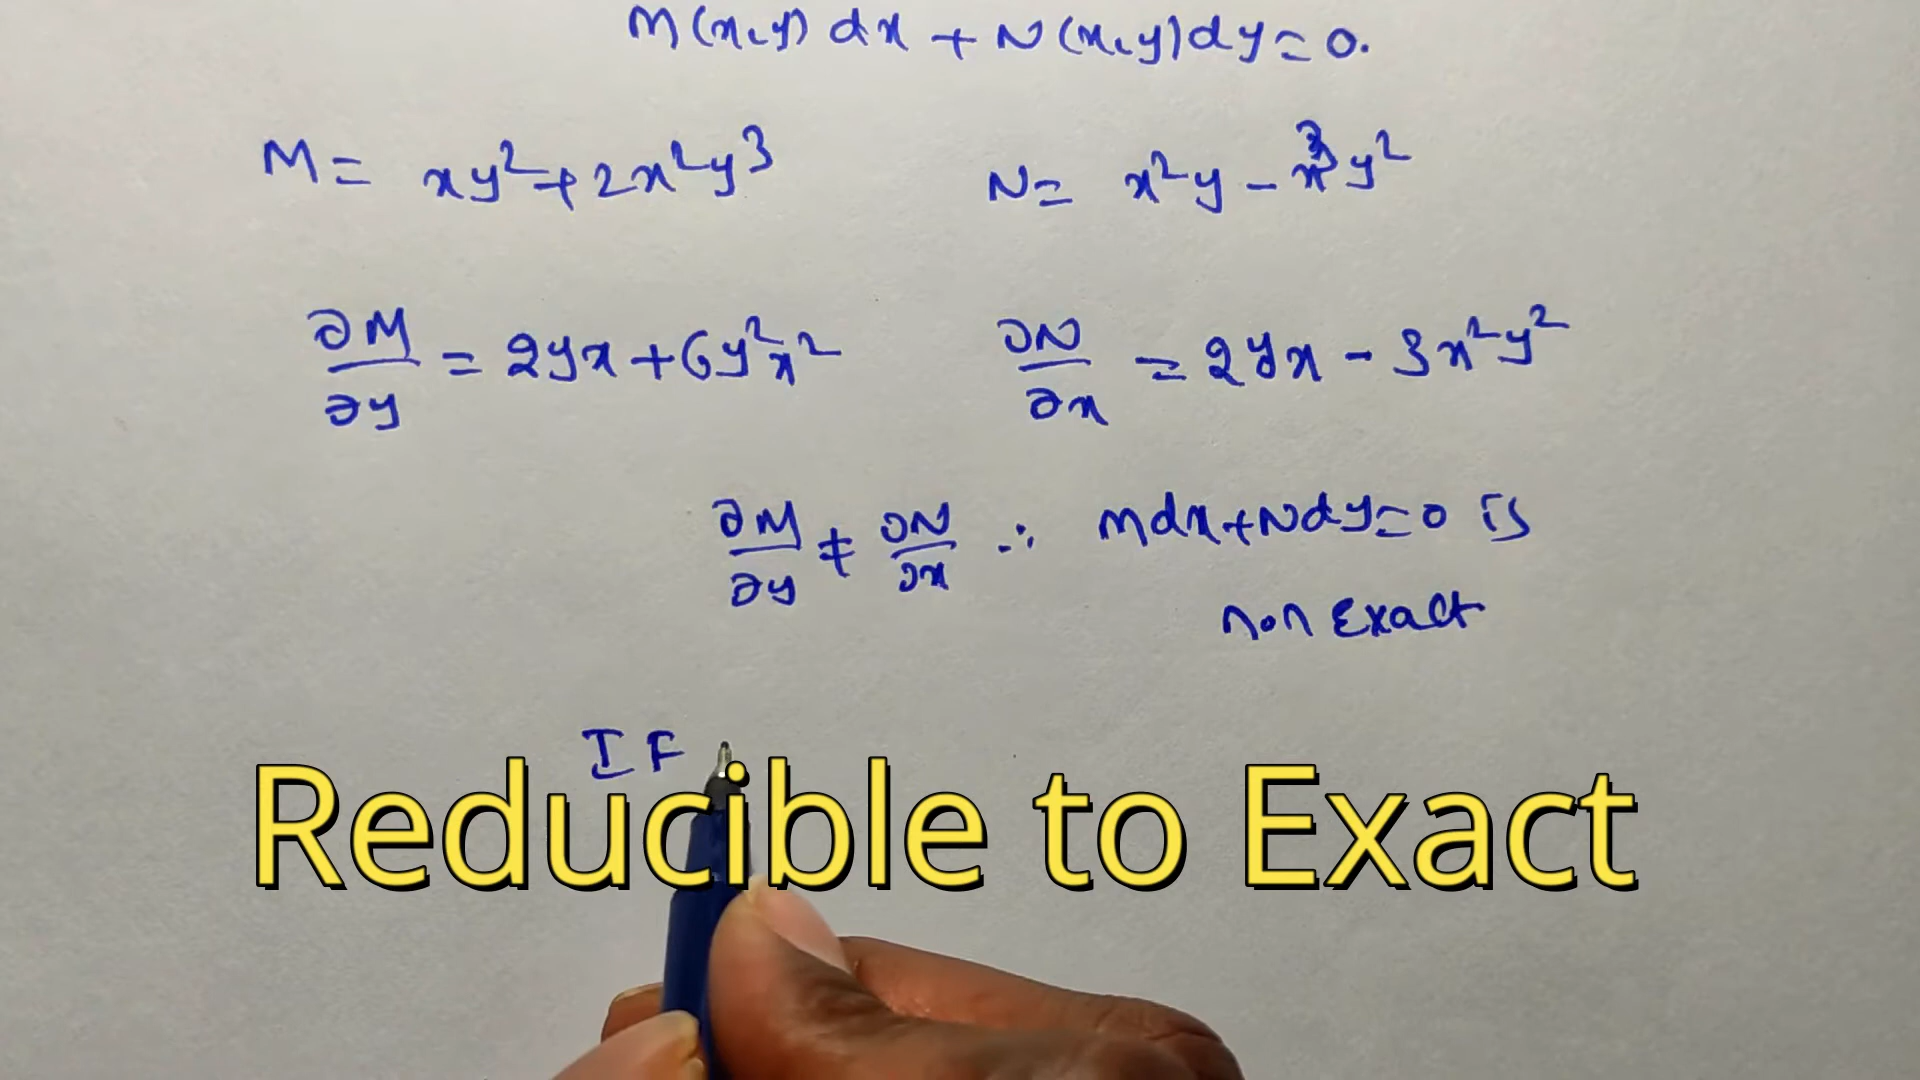 M(x,y) dx + N(x,y)dy = 0.
M = xy² + 2x²y³ N = x²y - x³y²
∂M/∂y = 2yx + 6y²x² ∂N/∂x = 2yx - 3x²y²
∂M/∂y ≠ ∂N/∂x ∴ Mdx+Ndy=0 is
non Exact
IF
Reducible to Exact